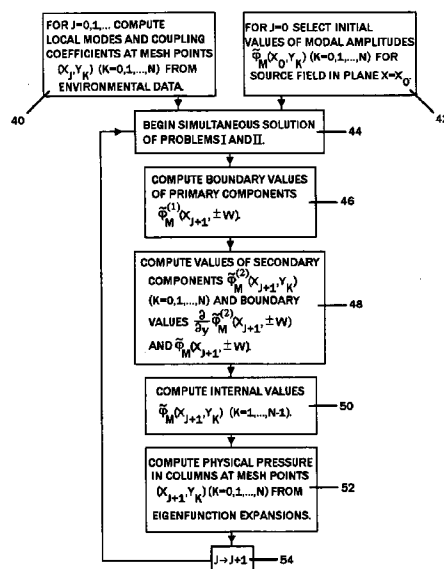 FOR J=0,1,... COMPUTE
LOCAL MODES AND COUPLING
COEFFICIENTS AT MESH POINTS
(X_J,Y_K) (K=0,1,...,N) FROM
ENVIRONMENTAL DATA.
40
FOR J=0 SELECT INITIAL
VALUES OF MODAL AMPLITUDES
φ̃_M(X_0,Y_K) (K=0,1,...,N) FOR
SOURCE FIELD IN PLANE X=X_0.
BEGIN SIMULTANEOUS SOLUTION
OF PROBLEMS I AND II.
44
COMPUTE BOUNDARY VALUES
OF PRIMARY COMPONENTS
φ̃_M^(1)(X_J+1, ±W).
46
COMPUTE VALUES OF SECONDARY
COMPONENTS φ̃_M^(2)(X_J+1,Y_K)
(K=0,1,...,N) AND BOUNDARY
VALUES ∂/∂y φ̃_M^(2)(X_J+1, ±W)
AND φ̃_M(X_J+1, ±W).
48
COMPUTE INTERNAL VALUES
φ̃_M(X_J+1,Y_K) (K=1,...,N-1).
50
COMPUTE PHYSICAL PRESSURE
IN COLUMNS AT MESH POINTS
(X_J+1,Y_K) (K=0,1,...,N) FROM
EIGENFUNCTION EXPANSIONS.
52
J→J+1
54